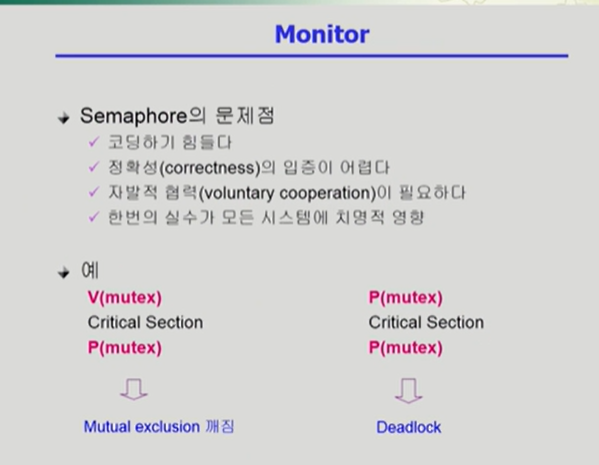 Monitor
Semaphore의 문제점
코딩하기 힘들다
정확성(correctness)의 입증이 어렵다
자발적 협력(voluntary cooperation)이 필요하다
한번의 실수가 모든 시스템에 치명적 영향
예
V(mutex)
Critical Section
P(mutex)
Mutual exclusion 깨짐
P(mutex)
Critical Section
P(mutex)
Deadlock